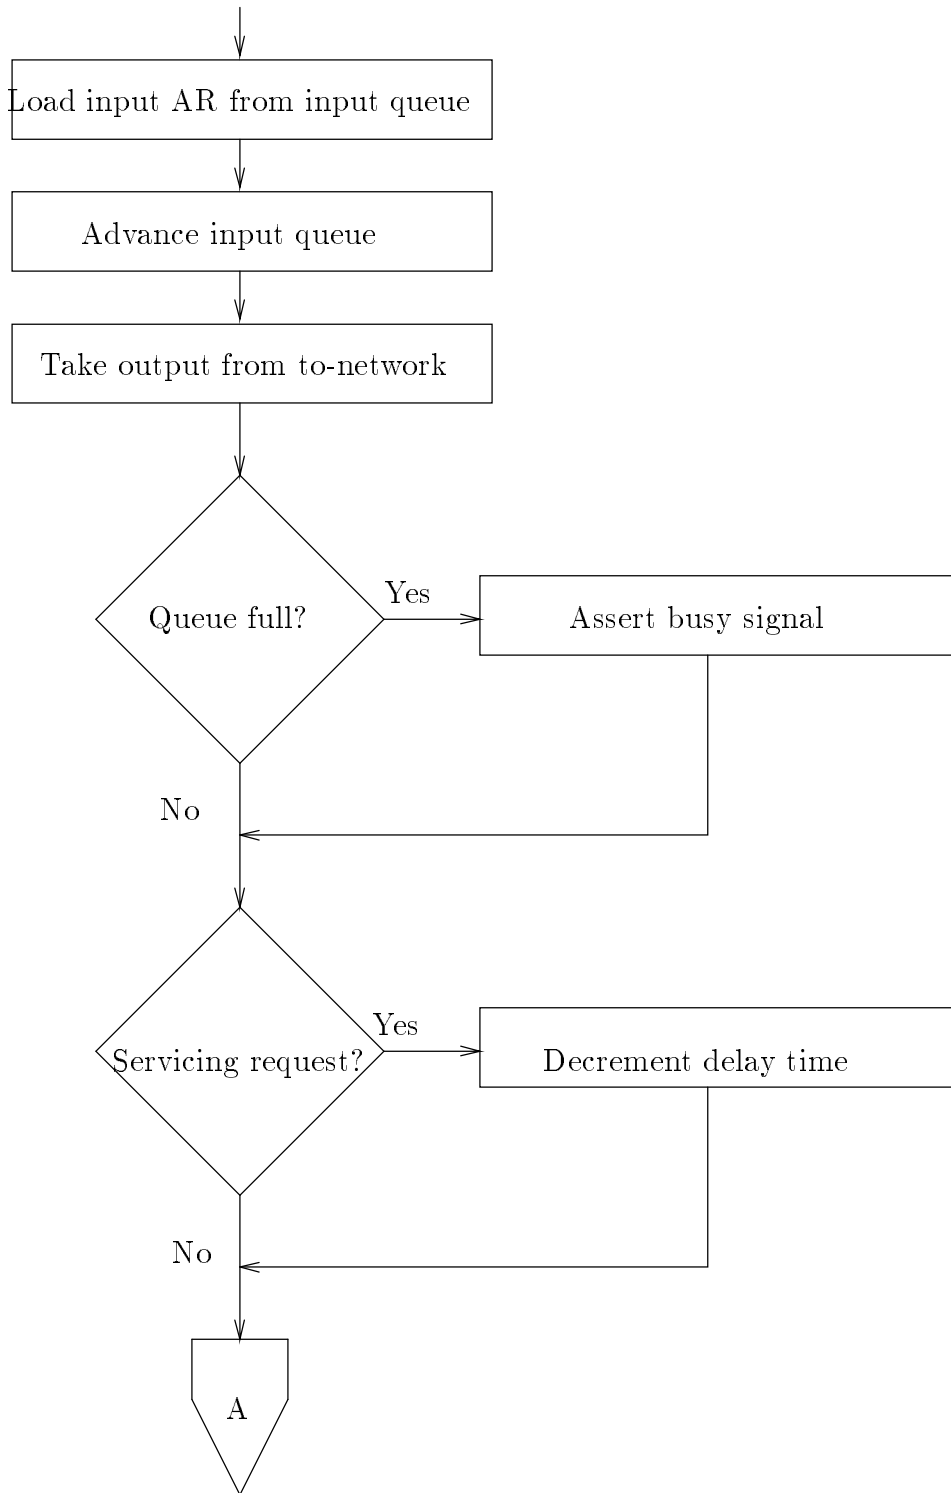 Load input AR from input queue
Advance input queue
Take output from to-network
Queue full?
Yes
Assert busy signal
No
Servicing request?
Yes
Decrement delay time
No
A